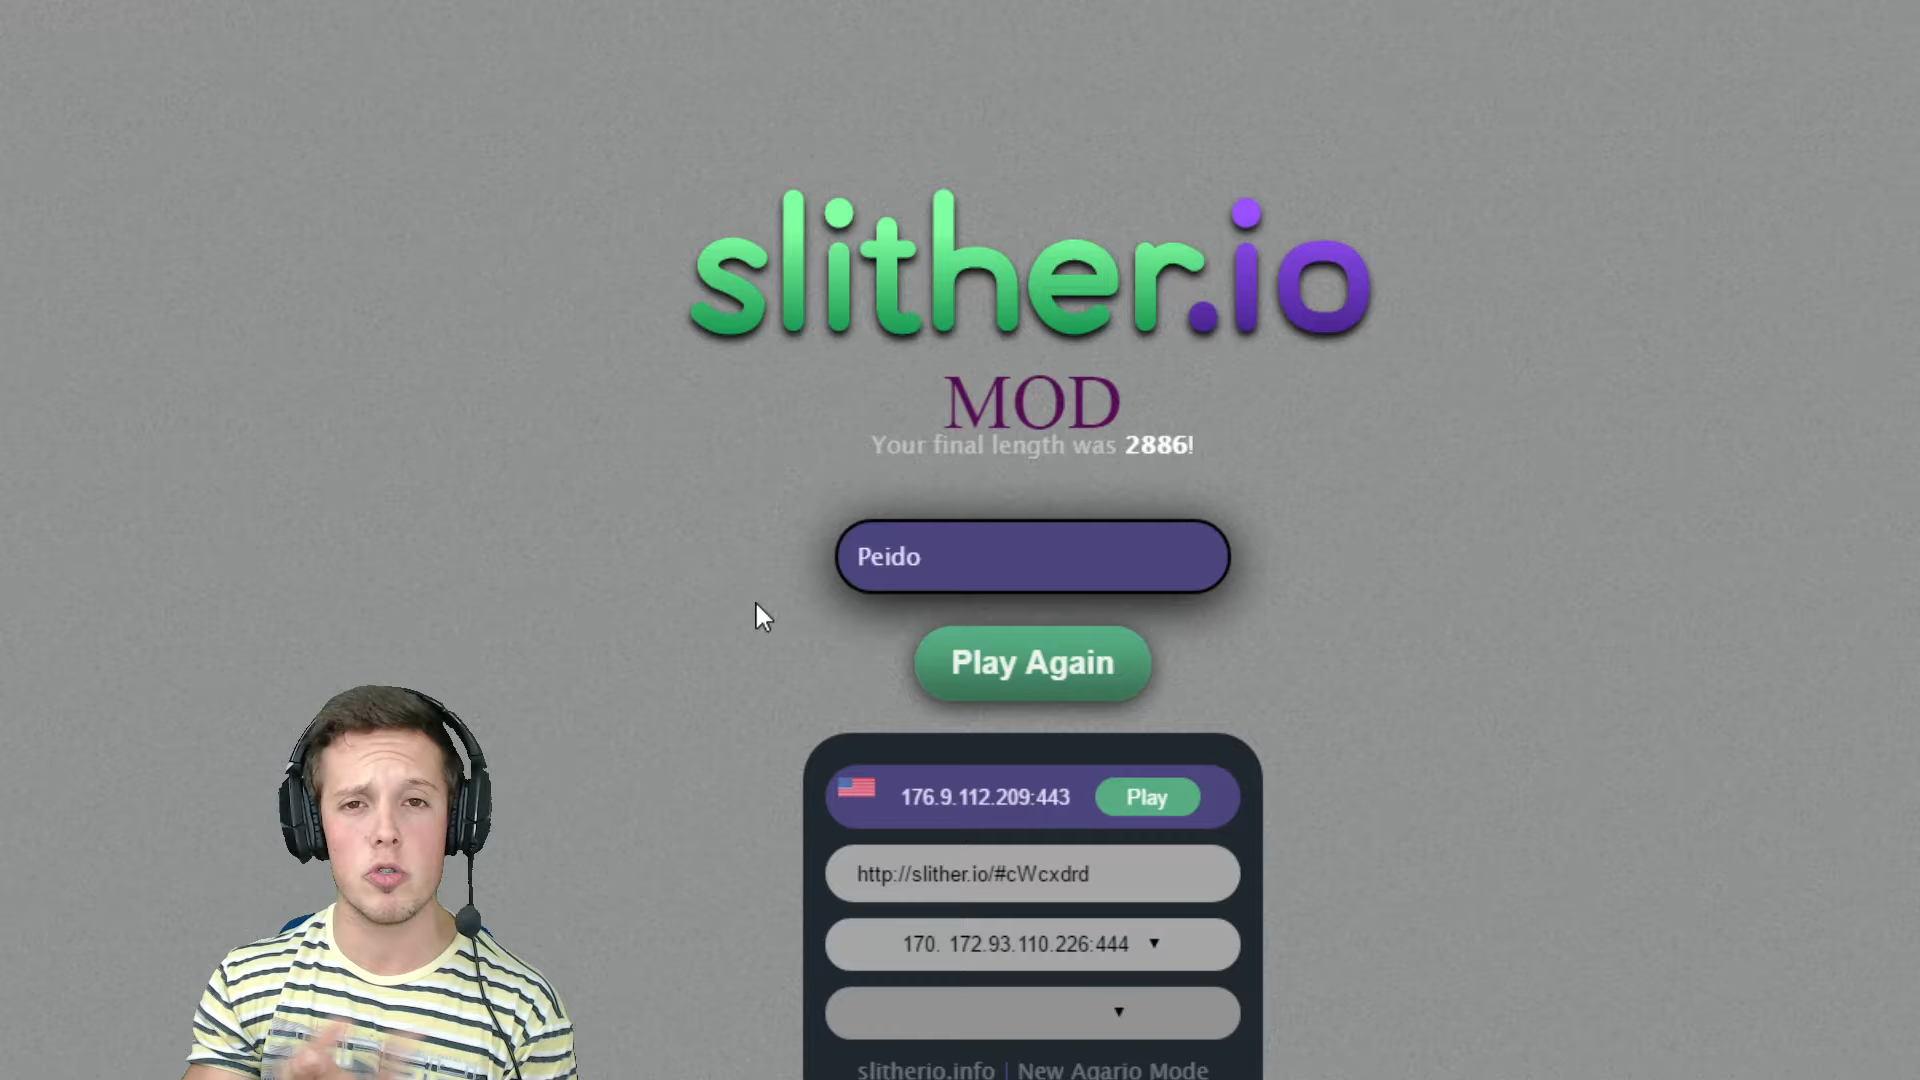 slither.io
MOD
Your final length was 2886!
Peido
Play Again
176.9.112.209:443 Play
http://slither.io/#cWcxdrd
170. 172.93.110.226:444 ▼
▼
slitherio.info | New Agario Mode